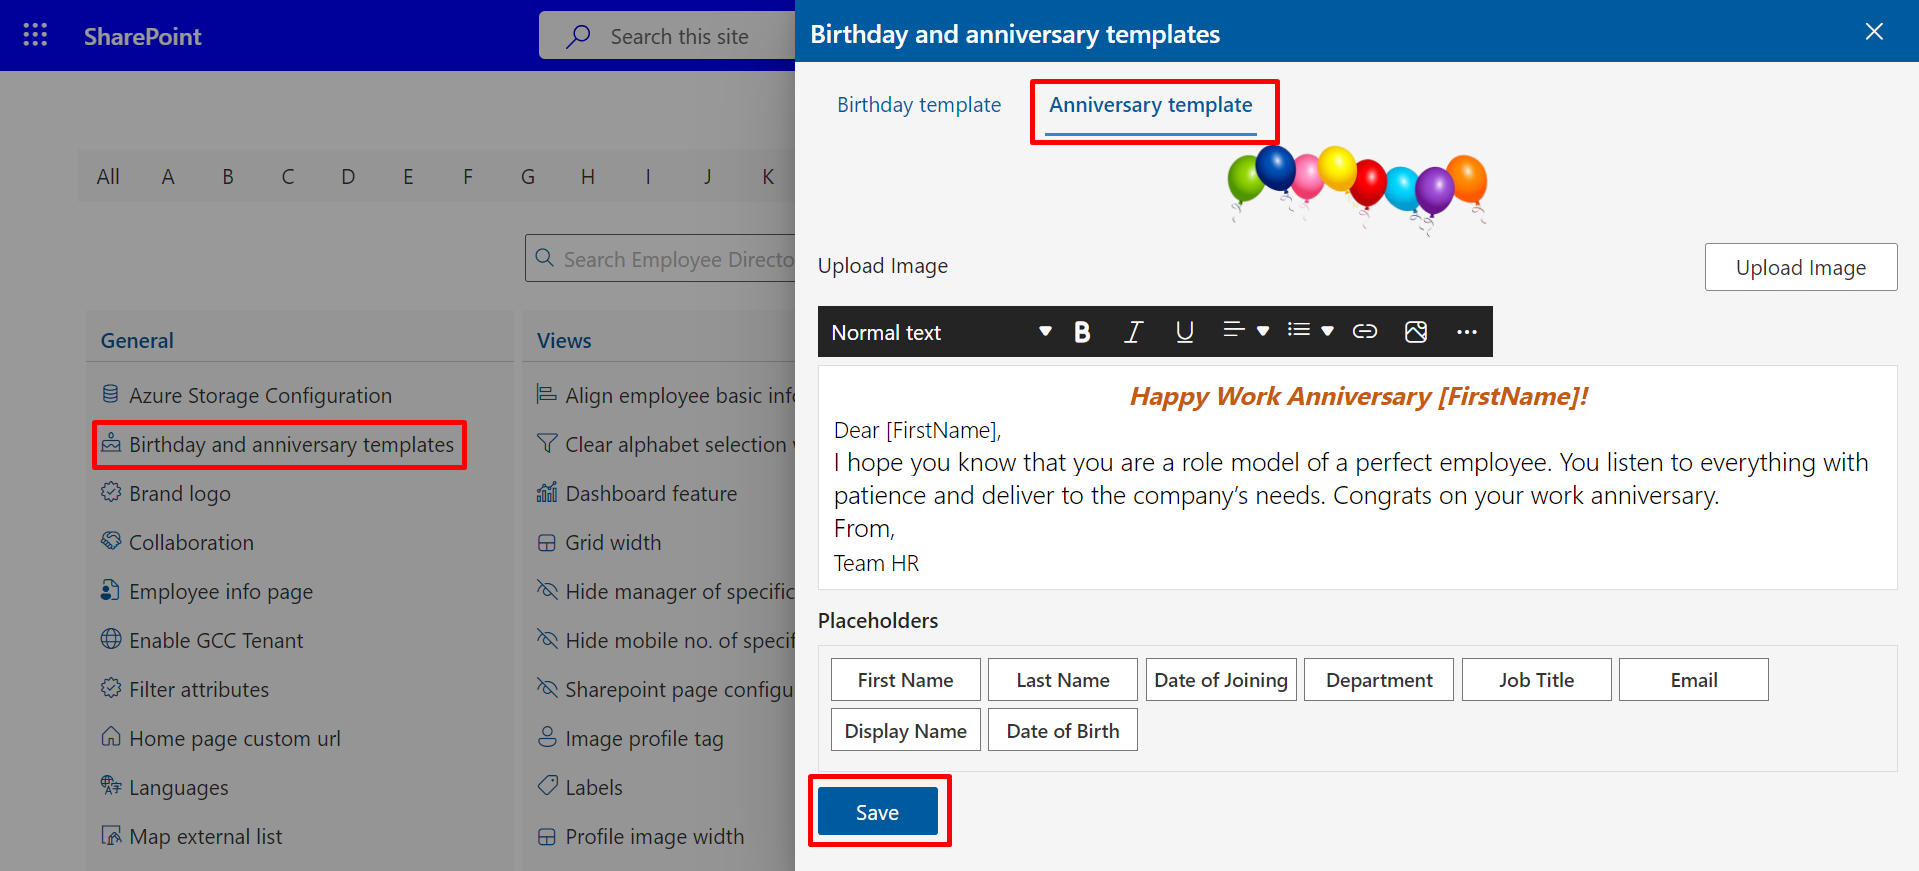 SharePoint
Search this site
All A B C D E F G H I J K
Search Employee Directo
General
Azure Storage Configuration
Birthday and anniversary templates
Brand logo
Collaboration
Employee info page
Enable GCC Tenant
Filter attributes
Home page custom url
Languages
Map external list
Views
Align employee basic info
Clear alphabet selection
Dashboard feature
Grid width
Hide manager of specific
Hide mobile no. of specif
Sharepoint page configu
Image profile tag
Labels
Profile image width
Birthday and anniversary templates
Birthday template
Anniversary template
Upload Image
Upload Image
Normal text
Happy Work Anniversary [FirstName]!
Dear [FirstName],
I hope you know that you are a role model of a perfect employee. You listen to everything with
patience and deliver to the company’s needs. Congrats on your work anniversary.
From,
Team HR
Placeholders
First Name Last Name Date of Joining Department Job Title Email
Display Name Date of Birth
Save